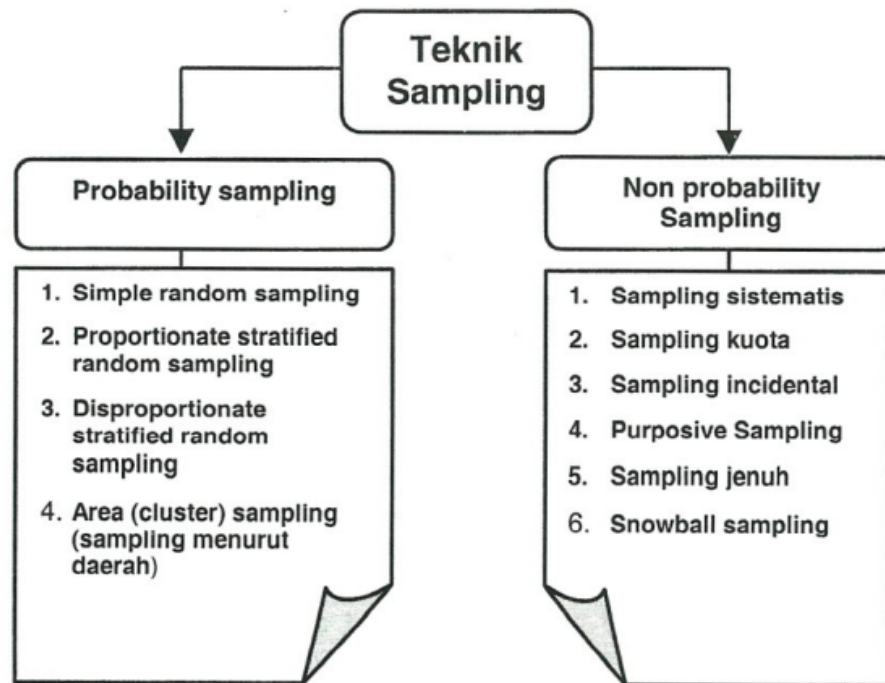 Teknik
Sampling
Probability sampling
Non probability
Sampling
1. Simple random sampling
2. Proportionate stratified
random sampling
3. Disproportionate
stratified random
sampling
4. Area (cluster) sampling
(sampling menurut
daerah)
1. Sampling sistematis
2. Sampling kuota
3. Sampling incidental
4. Purposive Sampling
5. Sampling jenuh
6. Snowball sampling